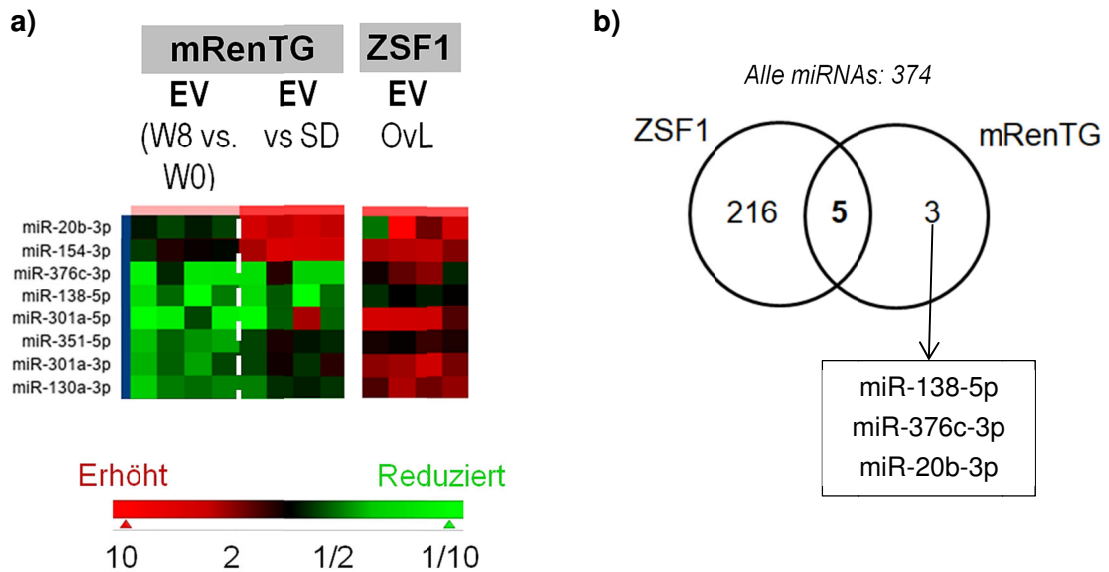 a)
mRenTG
ZSF1
EV
EV
EV
(W8 vs.
W0)
vs SD
OvL
miR-20b-3p
miR-154-3p
miR-376c-3p
miR-138-5p
miR-301a-5p
miR-351-5p
miR-301a-3p
miR-130a-3p
Erhöht
Reduziert
10
2
1/2
1/10
b)
Alle miRNAs: 374
ZSF1
mRenTG
216
5
3
miR-138-5p
miR-376c-3p
miR-20b-3p